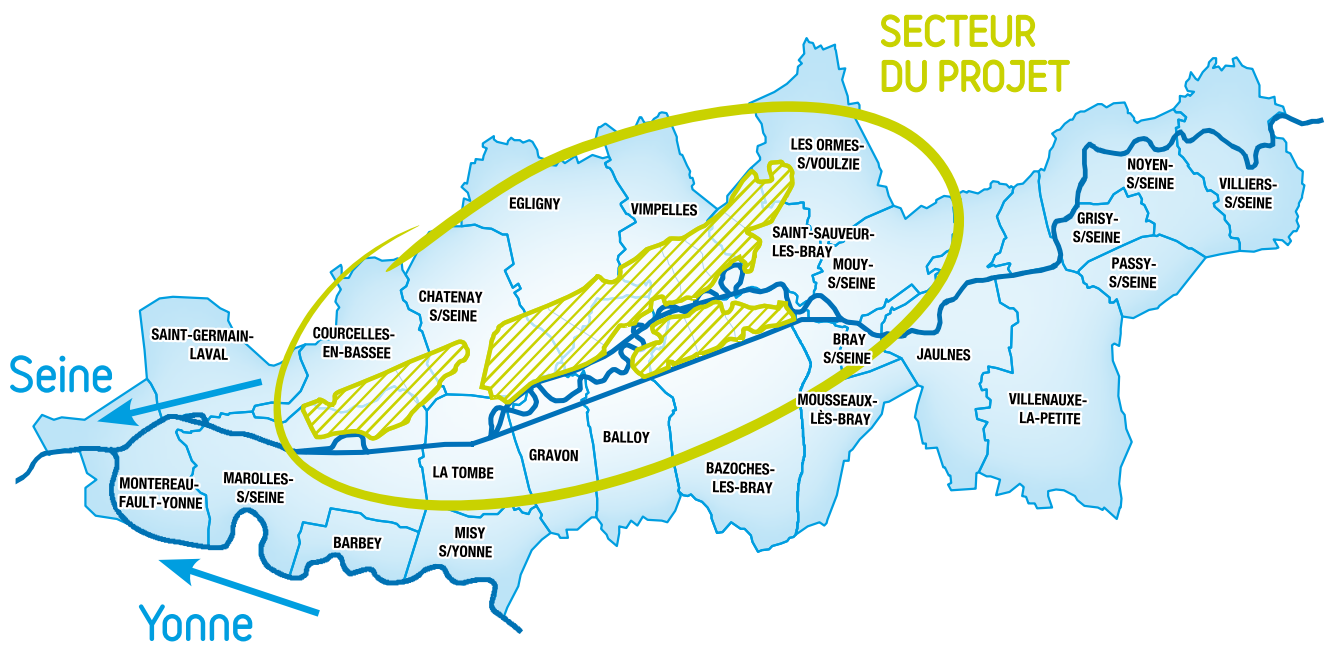 SECTEUR
DU PROJET
LES ORMES-
S/VOULZIE
NOYEN-
S/SEINE
VILLIERS-
S/SEINE
EGLIGNY
VIMPELLES
GRISY-
S/SEINE
SAINT-SAUVEUR-
LES-BRAY
MOUY-
S/SEINE
PASSY-
S/SEINE
CHATENAY
S/SEINE
SAINT-GERMAIN-
LAVAL
COURCELLES-
EN-BASSEE
BRAY
S/SEINE
JAULNES
Seine
MOUSSEAUX-
LÈS-BRAY
VILLENAUXE-
LA-PETITE
BALLOY
GRAVON
LA TOMBE
BAZOCHES-
LES-BRAY
MONTEREAU-
FAULT-YONNE
MAROLLES-
S/SEINE
BARBEY
MISY
S/YONNE
Yonne